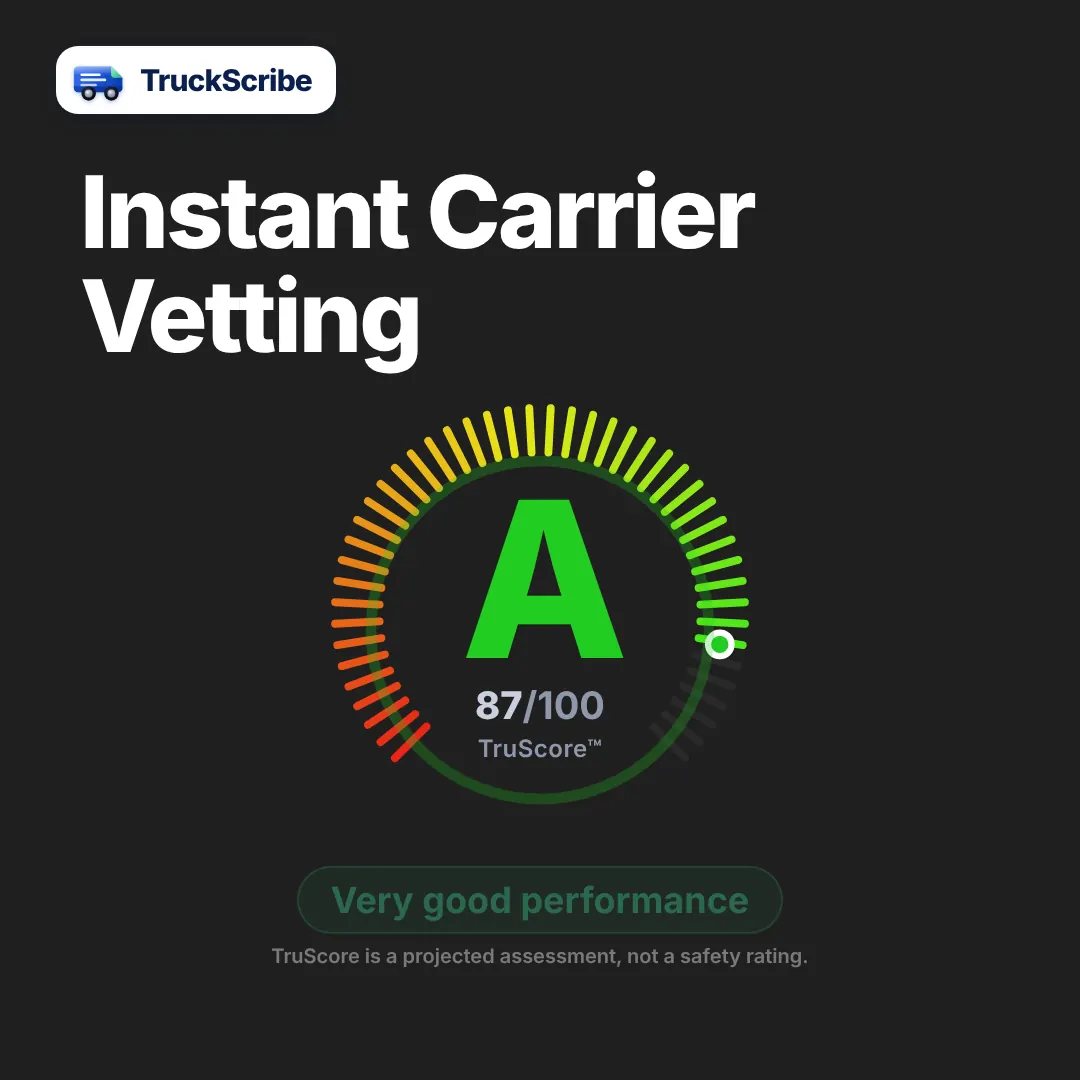 TruckScribe
Instant Carrier
Vetting
A
87/100
TruScore™
Very good performance
TruScore is a projected assessment, not a safety rating.